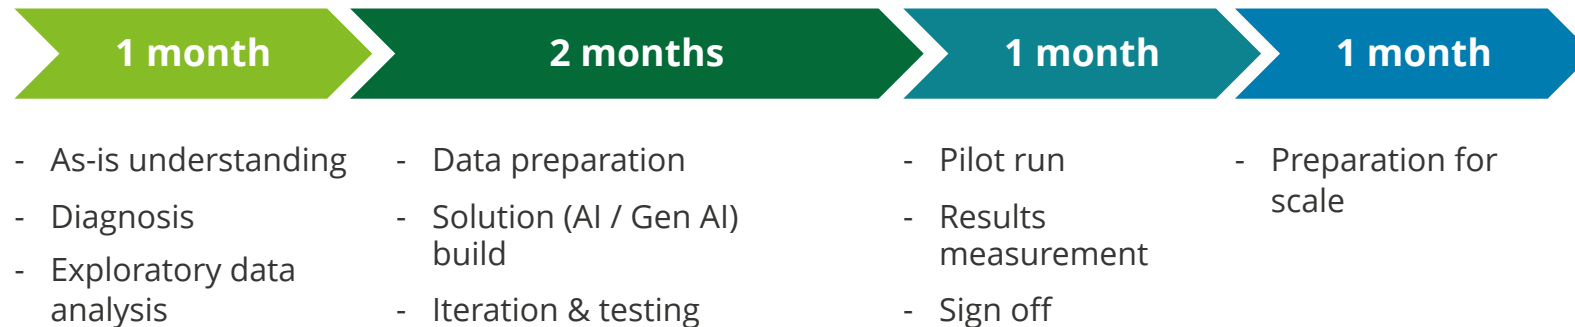 1 month
2 months
1 month
1 month
- As-is understanding
- Diagnosis
- Exploratory data
analysis
- Data preparation
- Solution (AI / Gen AI)
build
- Iteration & testing
- Pilot run
- Results
measurement
- Sign off
- Preparation for
scale